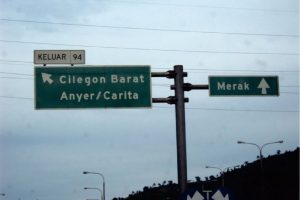 KELUAR 94
Cilegon Barat
Anyer/Carita
Merak